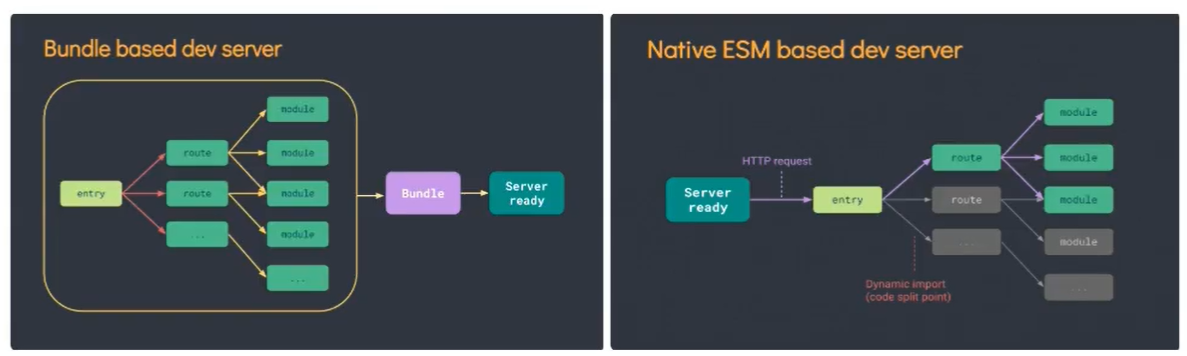 Bundle based dev server
entry
route
route
...
module
module
module
module
...
Bundle
Server
ready
Native ESM based dev server
Server
ready
HTTP request
entry
route
route
...
module
module
module
module
...
Dynamic import
(code split point)